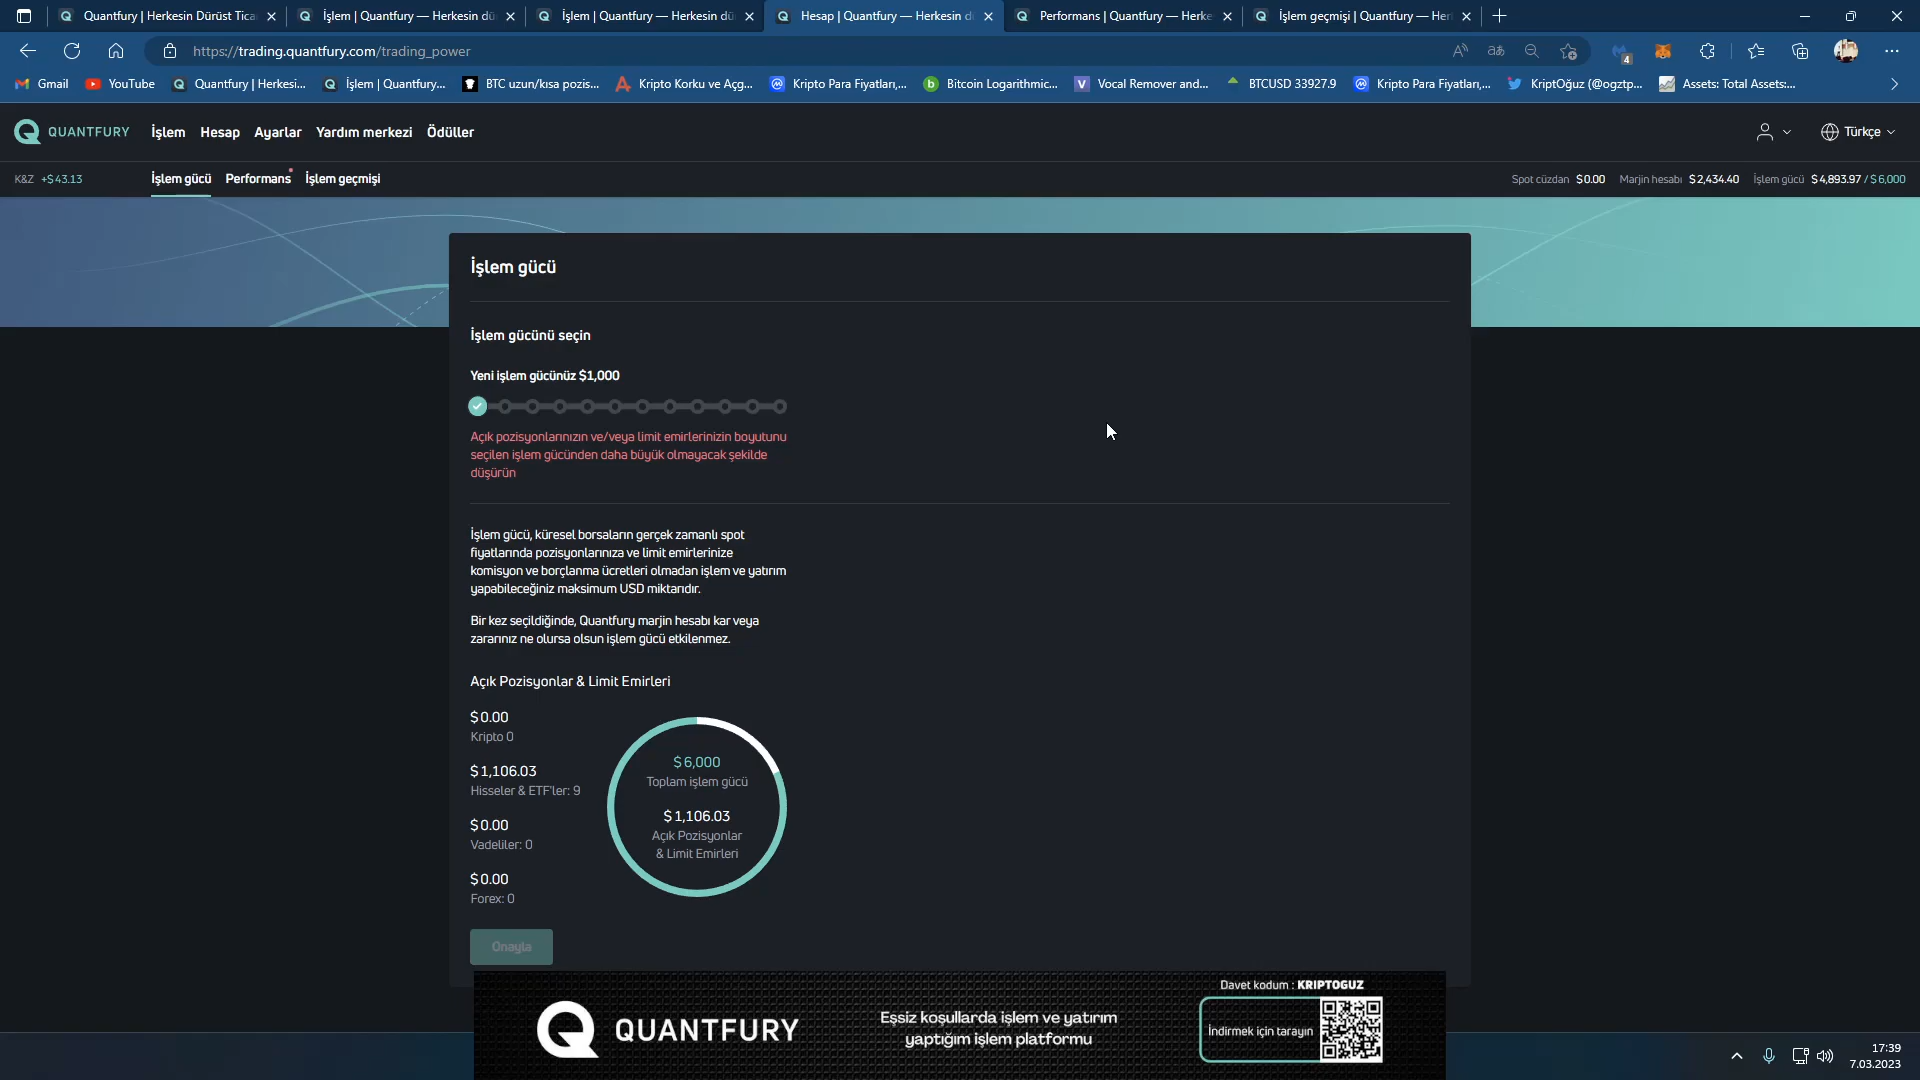 Quantfury | Herkesin Dürüst Tica
İşlem | Quantfury — Herkesin dü
İşlem | Quantfury — Herkesin dü
Hesap | Quantfury — Herkesin d
Performans | Quantfury — Herke
İşlem geçmişi | Quantfury — Her
https://trading.quantfury.com/trading_power
4
Gmail
YouTube
Quantfury | Herkesi...
İşlem | Quantfury...
BTC uzun/kısa pozis...
Kripto Korku ve Açg...
Kripto Para Fiyatları,...
Bitcoin Logarithmic...
Vocal Remover and...
BTCUSD 33927.9
Kripto Para Fiyatları,...
KriptOğuz (@ogztp...
Assets: Total Assets:...
QUANTFURY
İşlem
Hesap
Ayarlar
Yardım merkezi
Ödüller
Türkçe
K&Z +$43.13
İşlem gücü
Performans
İşlem geçmişi
Spot cüzdan $0.00
Marjin hesabı $2,434.40
İşlem gücü $4,893.97 / $6,000
İşlem gücü
İşlem gücünü seçin
Yeni işlem gücünüz $1,000
Açık pozisyonlarınızın ve/veya limit emirlerinizin boyutunu
seçilen işlem gücünden daha büyük olmayacak şekilde
düşürün
İşlem gücü, küresel borsaların gerçek zamanlı spot
fiyatlarında pozisyonlarınıza ve limit emirlerinize
komisyon ve borçlanma ücretleri olmadan işlem ve yatırım
yapabileceğiniz maksimum USD miktarıdır.
Bir kez seçildiğinde, Quantfury marjin hesabı kar veya
zararınız ne olursa olsun işlem gücü etkilenmez.
Açık Pozisyonlar & Limit Emirleri
$0.00
Kripto 0
$1,106.03
Hisseler & ETF'ler: 9
$0.00
Vadeliler: 0
$0.00
Forex: 0
$6,000
Toplam işlem gücü
$1,106.03
Açık Pozisyonlar
& Limit Emirleri
Onayla
QUANTFURY
Eşsiz koşullarda işlem ve yatırım
yaptığım işlem platformu
Davet kodum : KRIPTOGUZ
İndirmek için tarayın
17:39
7.03.2023